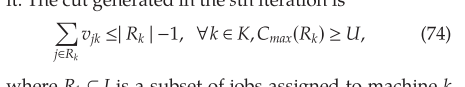 it. The cut generated in the sth iteration is
∑_{j∈R_k} v_{jk} ≤| R_k | −1, ∀k ∈ K, C_{max}(R_k) ≥ U, (74)
where R_k ⊆ J is a subset of jobs assigned to machine k